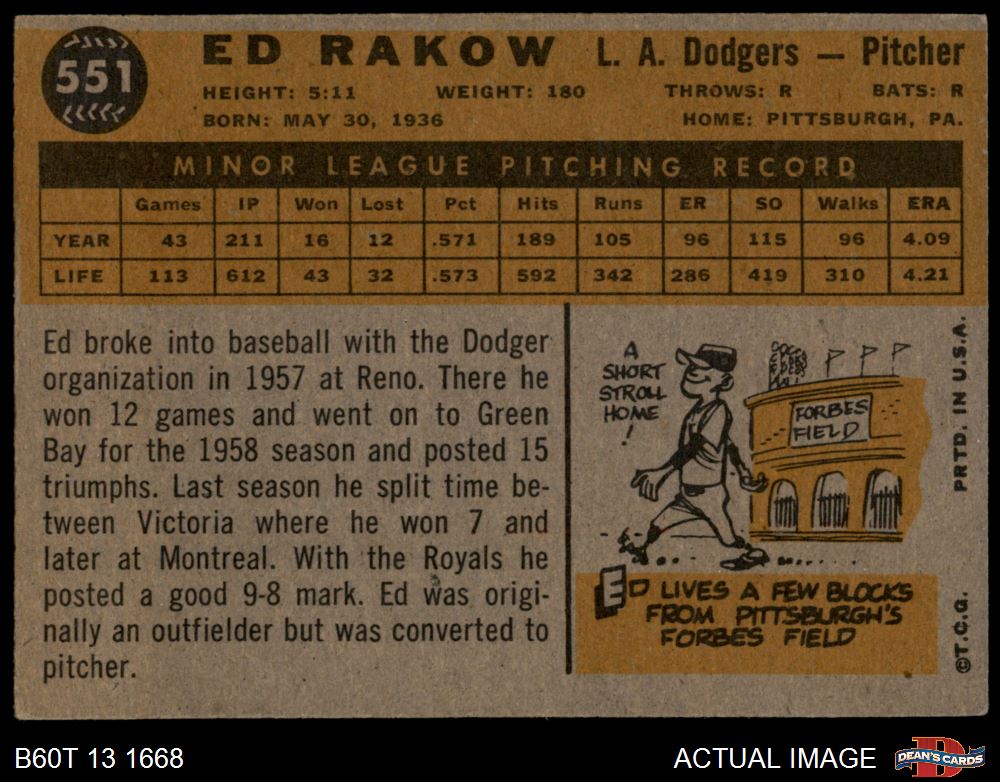 551
ED RAKOW L. A. Dodgers — Pitcher
HEIGHT: 5:11 WEIGHT: 180 THROWS: R BATS: R
BORN: MAY 30, 1936 HOME: PITTSBURGH, PA.
MINOR LEAGUE PITCHING RECORD
Games IP Won Lost Pct Hits Runs ER SO Walks ERA
YEAR 43 211 16 12 .571 189 105 96 115 96 4.09
LIFE 113 612 43 32 .573 592 342 286 419 310 4.21
Ed broke into baseball with the Dodger
organization in 1957 at Reno. There he
won 12 games and went on to Green
Bay for the 1958 season and posted 15
triumphs. Last season he split time be-
tween Victoria where he won 7 and
later at Montreal. With the Royals he
posted a good 9-8 mark. Ed was origi-
nally an outfielder but was converted to
pitcher.
A
SHORT
STROLL
HOME
!
FORBES
FIELD
ED LIVES A FEW BLOCKS
FROM PITTSBURGH'S
FORBES FIELD
©T.C.G. PRTD. IN U.S.A.
B60T 13 1668 ACTUAL IMAGE
D
DEAN'S CARDS